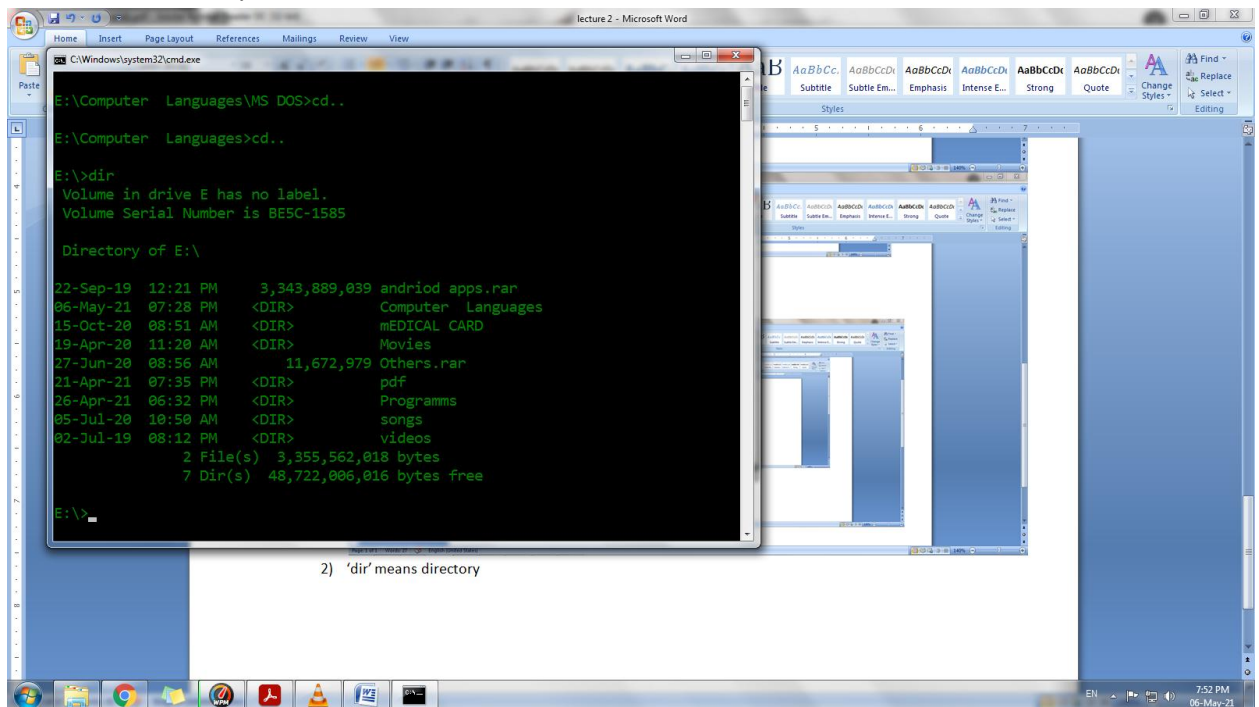 lecture 2 - Microsoft Word
Home Insert Page Layout References Mailings Review View
C:\Windows\system32\cmd.exe
Paste
AaBbCc. AaBbCcDc AaBbCcDc AaBbCcDc AaBbCcDc AaBbCcDc
Subtitle Subtle Em... Emphasis Intense E... Strong Quote
Change Styles
Find
Replace
Select
Styles
Editing
E:\Computer  Languages\MS DOS>cd..
E:\Computer  Languages>cd..
E:\>dir
Volume in drive E has no label.
Volume Serial Number is BE5C-1585
Directory of E:\
22-Sep-19  12:21 PM     3,343,889,039 andriod apps.rar
06-May-21  07:28 PM    <DIR>          Computer  Languages
15-Oct-20  08:51 AM    <DIR>          mEDICAL CARD
19-Apr-20  11:20 AM    <DIR>          Movies
27-Jun-20  08:56 AM        11,672,979 Others.rar
21-Apr-21  07:35 PM    <DIR>          pdf
26-Apr-21  06:32 PM    <DIR>          Programms
05-Jul-20  10:50 AM    <DIR>          songs
02-Jul-19  08:12 PM    <DIR>          videos
2 File(s)  3,355,562,018 bytes
7 Dir(s)  48,722,006,016 bytes free
E:\>
2) 'dir' means directory
WPM
EN
7:52 PM
06-May-21